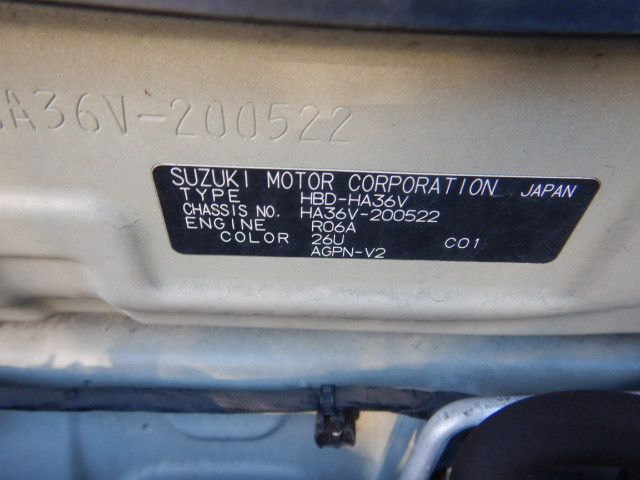 HA36V-200522
SUZUKI MOTOR CORPORATION JAPAN
TYPE HBD-HA36V
CHASSIS NO. HA36V-200522
ENGINE R06A
COLOR 26U C01
AGPN-V2